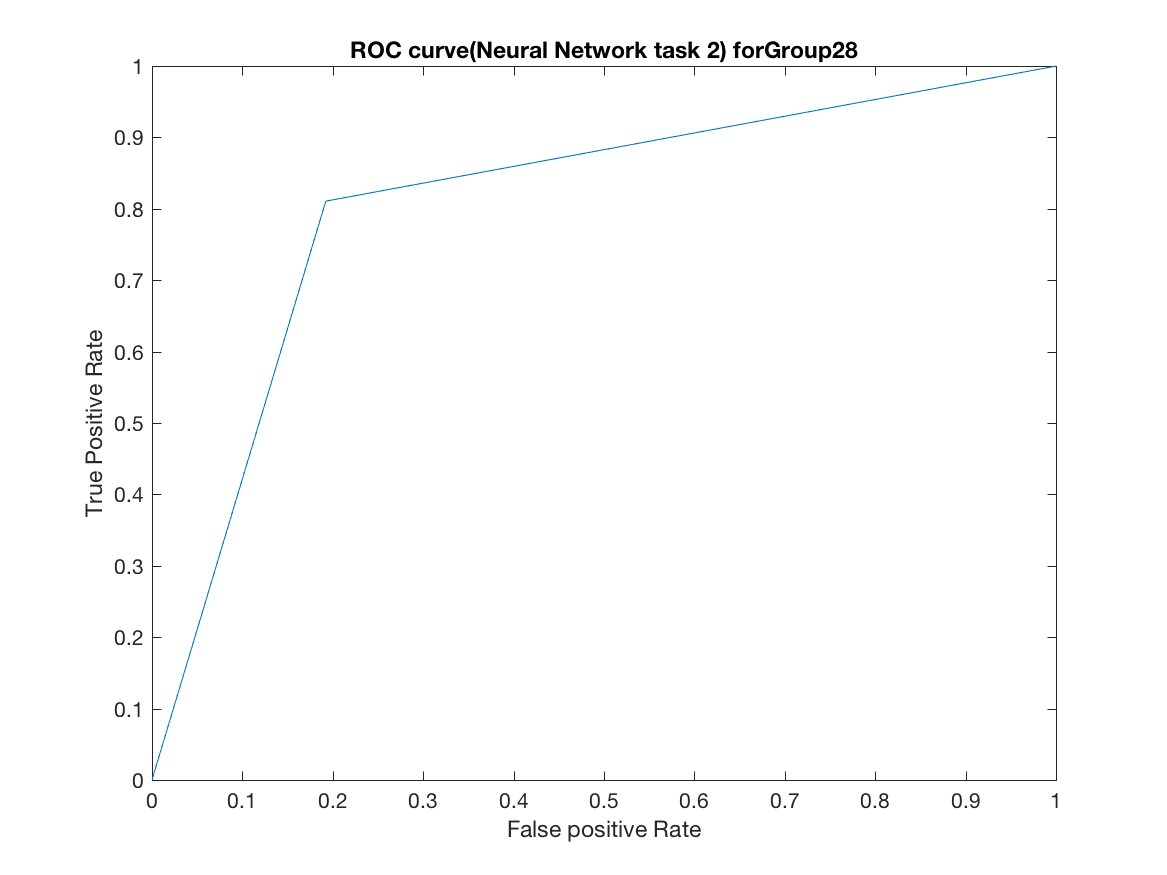 ROC curve(Neural Network task 2) forGroup28
1
0.9
0.8
0.7
0.6
0.5
0.4
0.3
0.2
0.1
0
True Positive Rate
0 0.1 0.2 0.3 0.4 0.5 0.6 0.7 0.8 0.9 1
False positive Rate